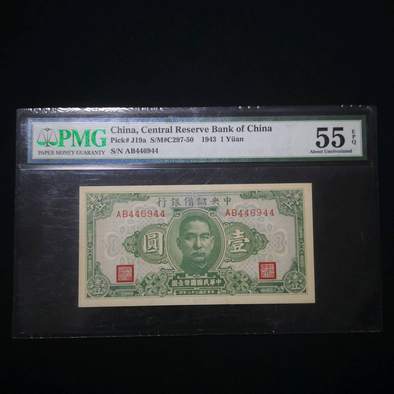 PMG
PAPER MONEY GUARANTY
China, Central Reserve Bank of China
Pick# J19a S/M#C297-50 1943 1 Yüan
S/N AB446944
55 EPQ
About Uncirculated
行銀備儲央中
AB446944 AB446944
圓 壹